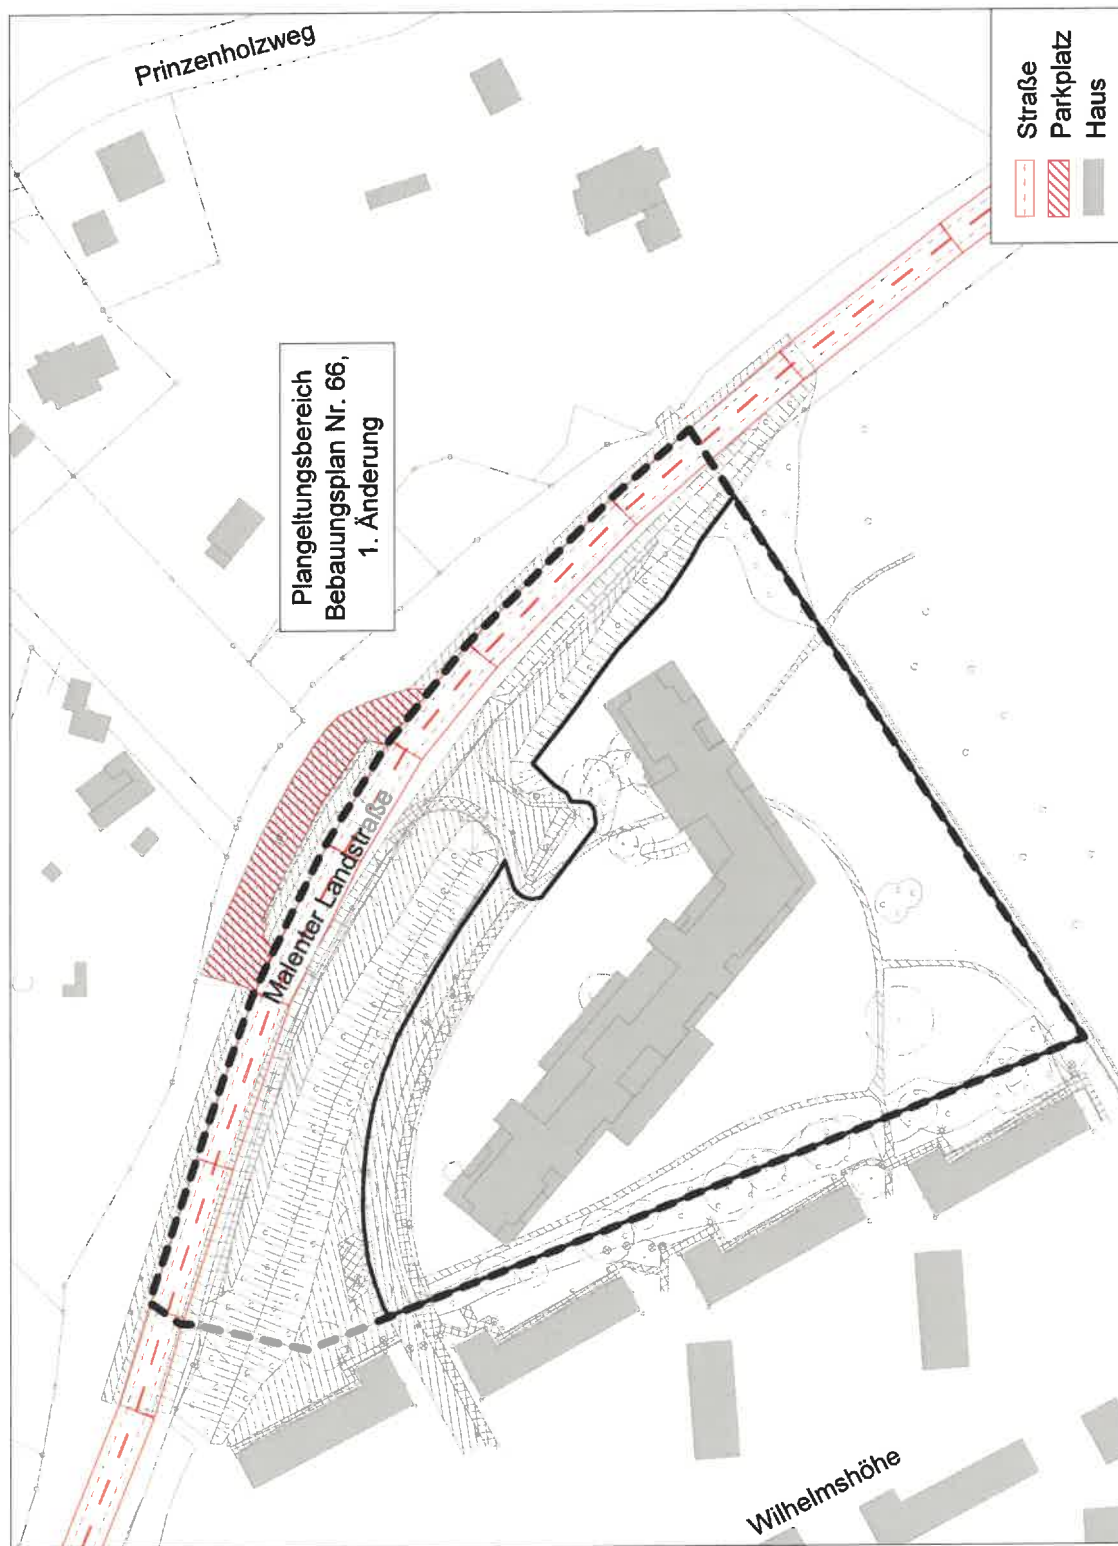 Prinzenholzweg
Plangeltungsbereich
Bebauungsplan Nr. 66,
1. Änderung
Malenter Landstraße
Wilhelmshöhe
Straße
Parkplatz
Haus